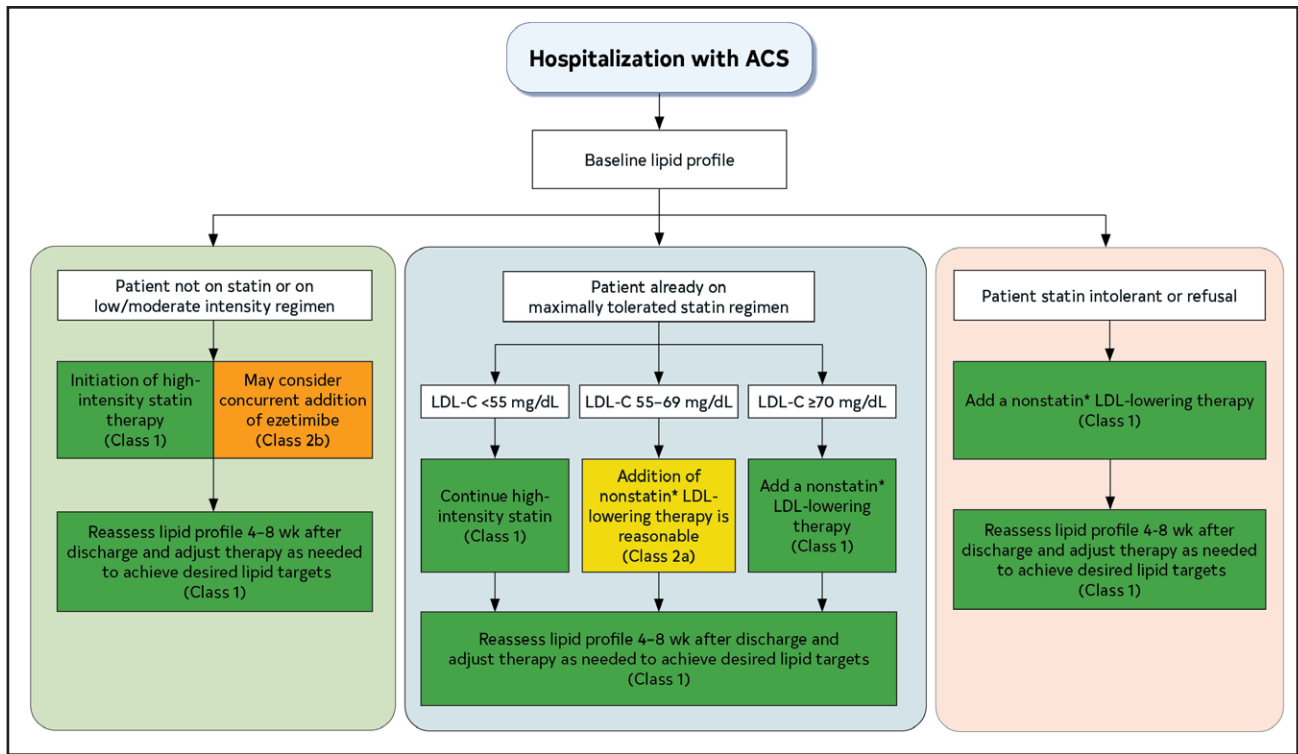 Hospitalization with ACS
Baseline lipid profile
Patient not on statin or on
low/moderate intensity regimen
Initiation of high-
intensity statin
therapy
(Class 1)
May consider
concurrent addition
of ezetimibe
(Class 2b)
Reassess lipid profile 4–8 wk after
discharge and adjust therapy as needed
to achieve desired lipid targets
(Class 1)
Patient already on
maximally tolerated statin regimen
LDL-C <55 mg/dL
LDL-C 55–69 mg/dL
LDL-C ≥70 mg/dL
Continue high-
intensity statin
(Class 1)
Addition of
nonstatin* LDL-
lowering therapy is
reasonable
(Class 2a)
Add a nonstatin*
LDL-lowering
therapy
(Class 1)
Reassess lipid profile 4–8 wk after discharge and
adjust therapy as needed to achieve desired lipid targets
(Class 1)
Patient statin intolerant or refusal
Add a nonstatin* LDL-lowering therapy
(Class 1)
Reassess lipid profile 4-8 wk after
discharge and adjust therapy as needed
to achieve desired lipid targets
(Class 1)